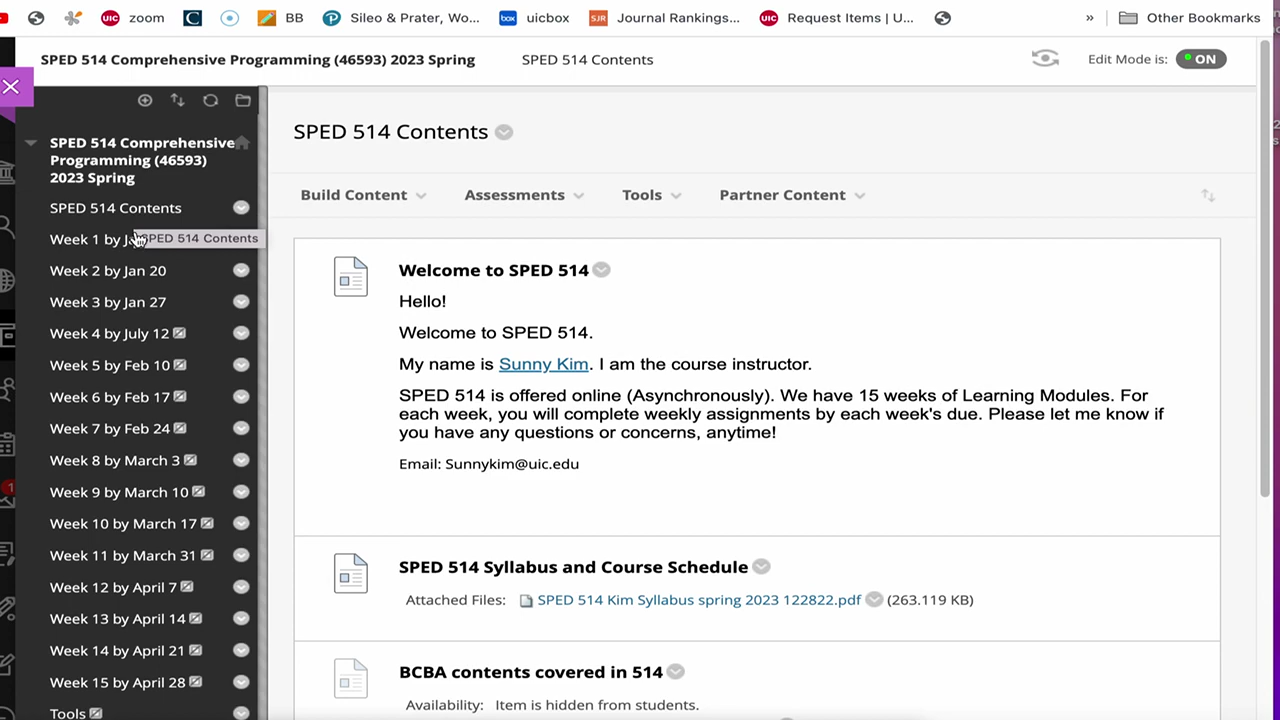 zoom
BB
Sileo & Prater, Wo...
uicbox
Journal Rankings...
Request Items | U...
»
Other Bookmarks
SPED 514 Comprehensive Programming (46593) 2023 Spring
SPED 514 Contents
Edit Mode is:
ON
SPED 514 Comprehensive
Programming (46593)
2023 Spring
SPED 514 Contents
Week 1 by J
SPED 514 Contents
Week 2 by Jan 20
Week 3 by Jan 27
Week 4 by July 12
Week 5 by Feb 10
Week 6 by Feb 17
Week 7 by Feb 24
Week 8 by March 3
Week 9 by March 10
Week 10 by March 17
Week 11 by March 31
Week 12 by April 7
Week 13 by April 14
Week 14 by April 21
Week 15 by April 28
Tools
SPED 514 Contents
Build Content
Assessments
Tools
Partner Content
Welcome to SPED 514
Hello!
Welcome to SPED 514.
My name is Sunny Kim. I am the course instructor.
SPED 514 is offered online (Asynchronously). We have 15 weeks of Learning Modules. For
each week, you will complete weekly assignments by each week's due. Please let me know if
you have any questions or concerns, anytime!
Email: Sunnykim@uic.edu
SPED 514 Syllabus and Course Schedule
Attached Files: SPED 514 Kim Syllabus spring 2023 122822.pdf (263.119 KB)
BCBA contents covered in 514
Availability: Item is hidden from students.